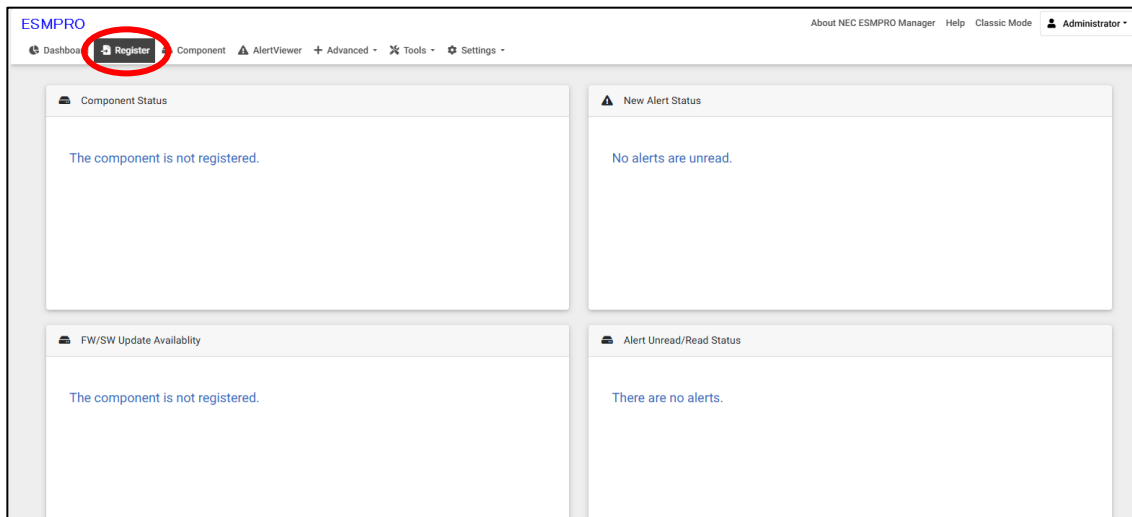 ESMPRO
About NEC ESMPRO Manager Help Classic Mode Administrator
Register Component AlertViewer Advanced Tools Settings
Component Status
New Alert Status
The component is not registered.
No alerts are unread.
FW/SW Update Availablity
Alert Unread/Read Status
The component is not registered.
There are no alerts.